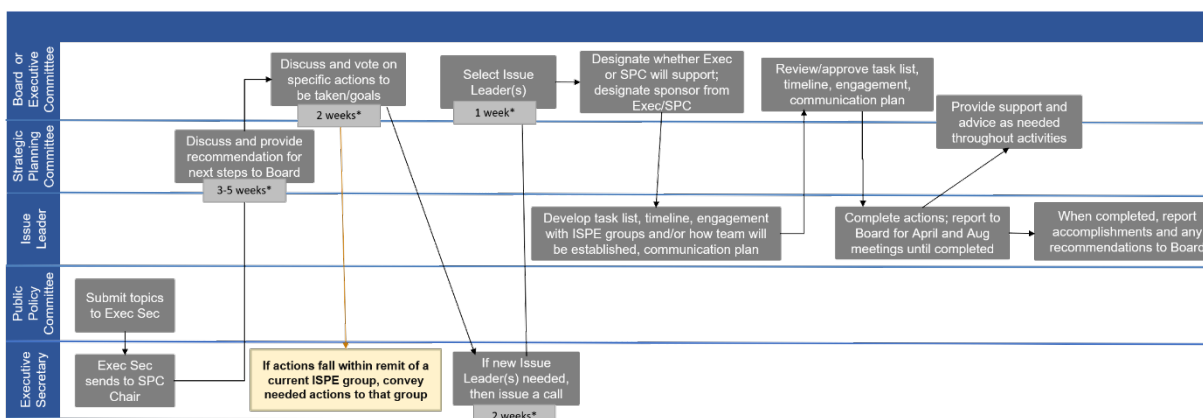 Board or
Executive
Committtee
Discuss and vote on
specific actions to
be taken/goals
2 weeks*
Select Issue
Leader(s)
1 week*
Designate whether Exec
or SPC will support;
designate sponsor from
Exec/SPC
Review/approve task list,
timeline, engagement,
communication plan
Provide support and
advice as needed
throughout activities
Strategic
Planning
Committee
Discuss and provide
recommendation for
next steps to Board
3-5 weeks*
Issue
Leader
Develop task list, timeline, engagement
with ISPE groups and/or how team will
be established, communication plan
Complete actions; report to
Board for April and Aug
meetings until completed
When completed, report
accomplishments and any
recommendations to Board
Public
Policy
Committee
Submit topics
to Exec Sec
Executive
Secretary
Exec Sec
sends to SPC
Chair
If actions fall within remit of a
current ISPE group, convey
needed actions to that group
If new Issue
Leader(s) needed,
then issue a call
2 weeks*